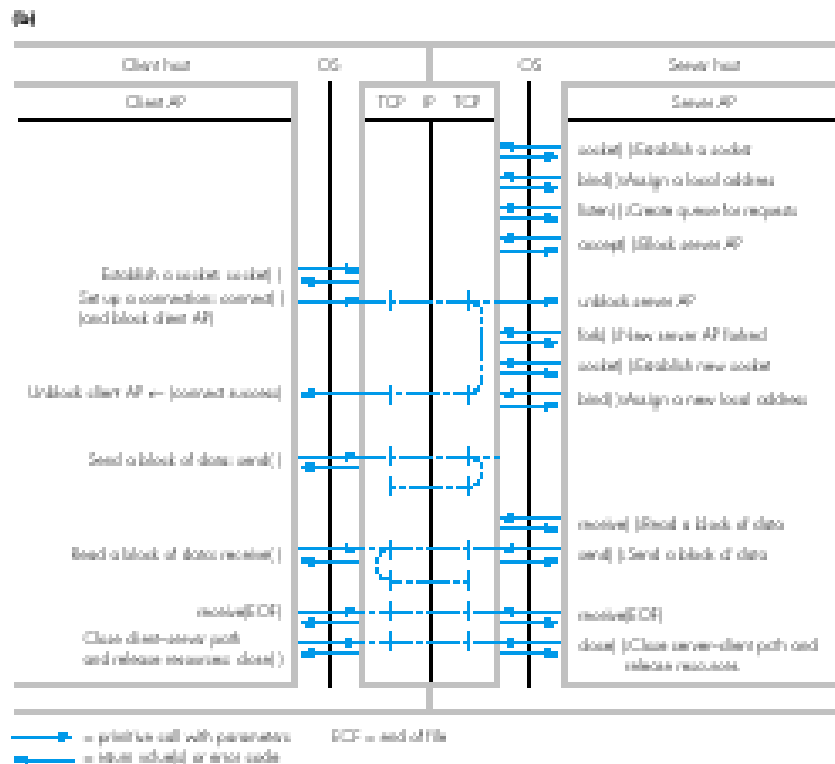 (b)
Client host
O/S
O/S
Server host
Client AP
TCP IP TCP
Server AP
socket( ):Establish a socket
bind( ):Assign a local address
listen( ):Create queue for requests
accept( ):Block server AP
Establish a socket: socket( )
Set up a connection: connect( )
(and block client AP)
unblock server AP
fork( ):New server AP forked
socket( ):Establish new socket
Unblock client AP ← (connect success)
bind( ):Assign a new local address
Send a block of data: send( )
receive( ):Read a block of data
Read a block of data: receive( )
send( ):Send a block of data
receive(EOF)
receive(EOF)
Close client–server path
and release resources: close( )
close( ):Close server–client path and
release resources
= primitive call with parameters
EOF = end of file
= return value(s) or error code